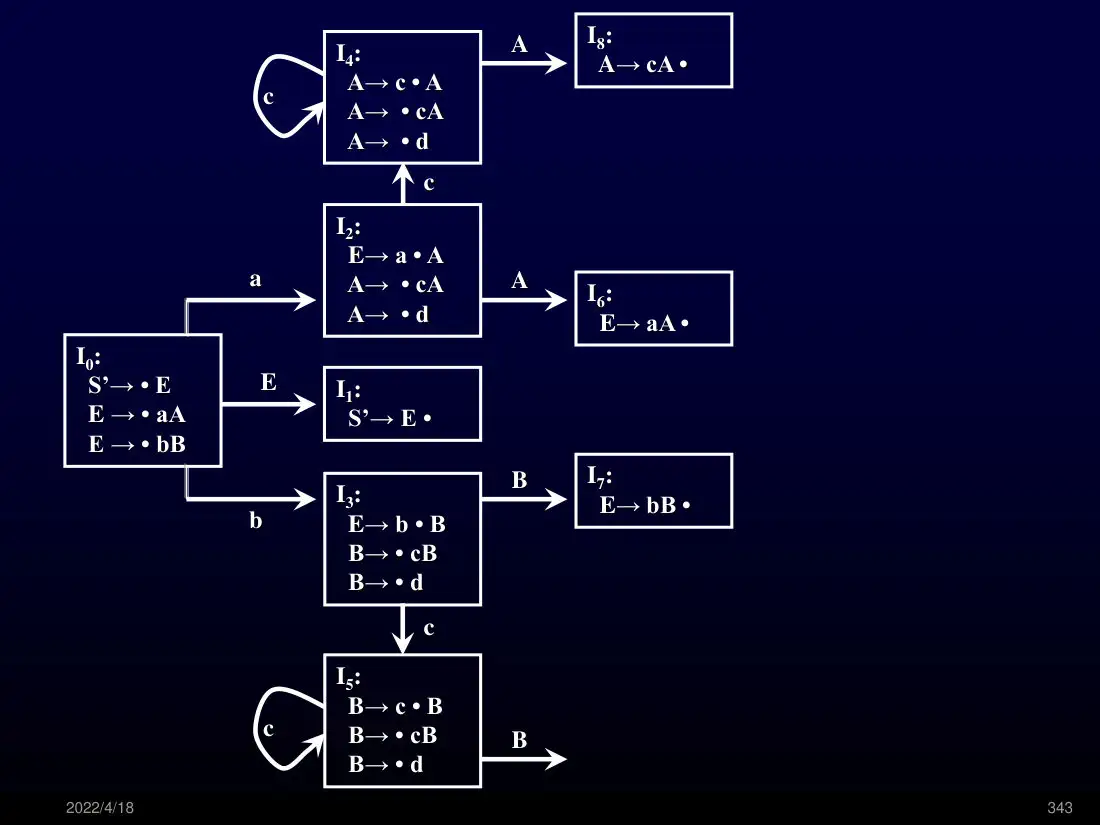 I4:
A→ c • A
A→ • cA
A→ • d
c
A
I8:
A→ cA •
c
I2:
E→ a • A
A→ • cA
A→ • d
a
A
I6:
E→ aA •
I0:
S’→ • E
E → • aA
E → • bB
E
I1:
S’→ E •
b
I3:
E→ b • B
B→ • cB
B→ • d
B
I7:
E→ bB •
c
I5:
B→ c • B
B→ • cB
B→ • d
c
B
2022/4/18
343